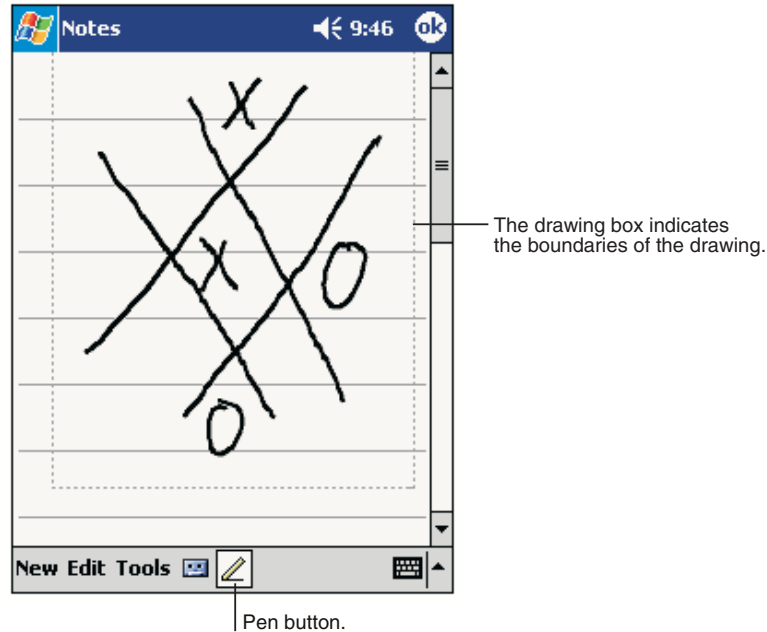 Notes 9:46 ok
X
X
O
The drawing box indicates
the boundaries of the drawing.
O
New Edit Tools
Pen button.